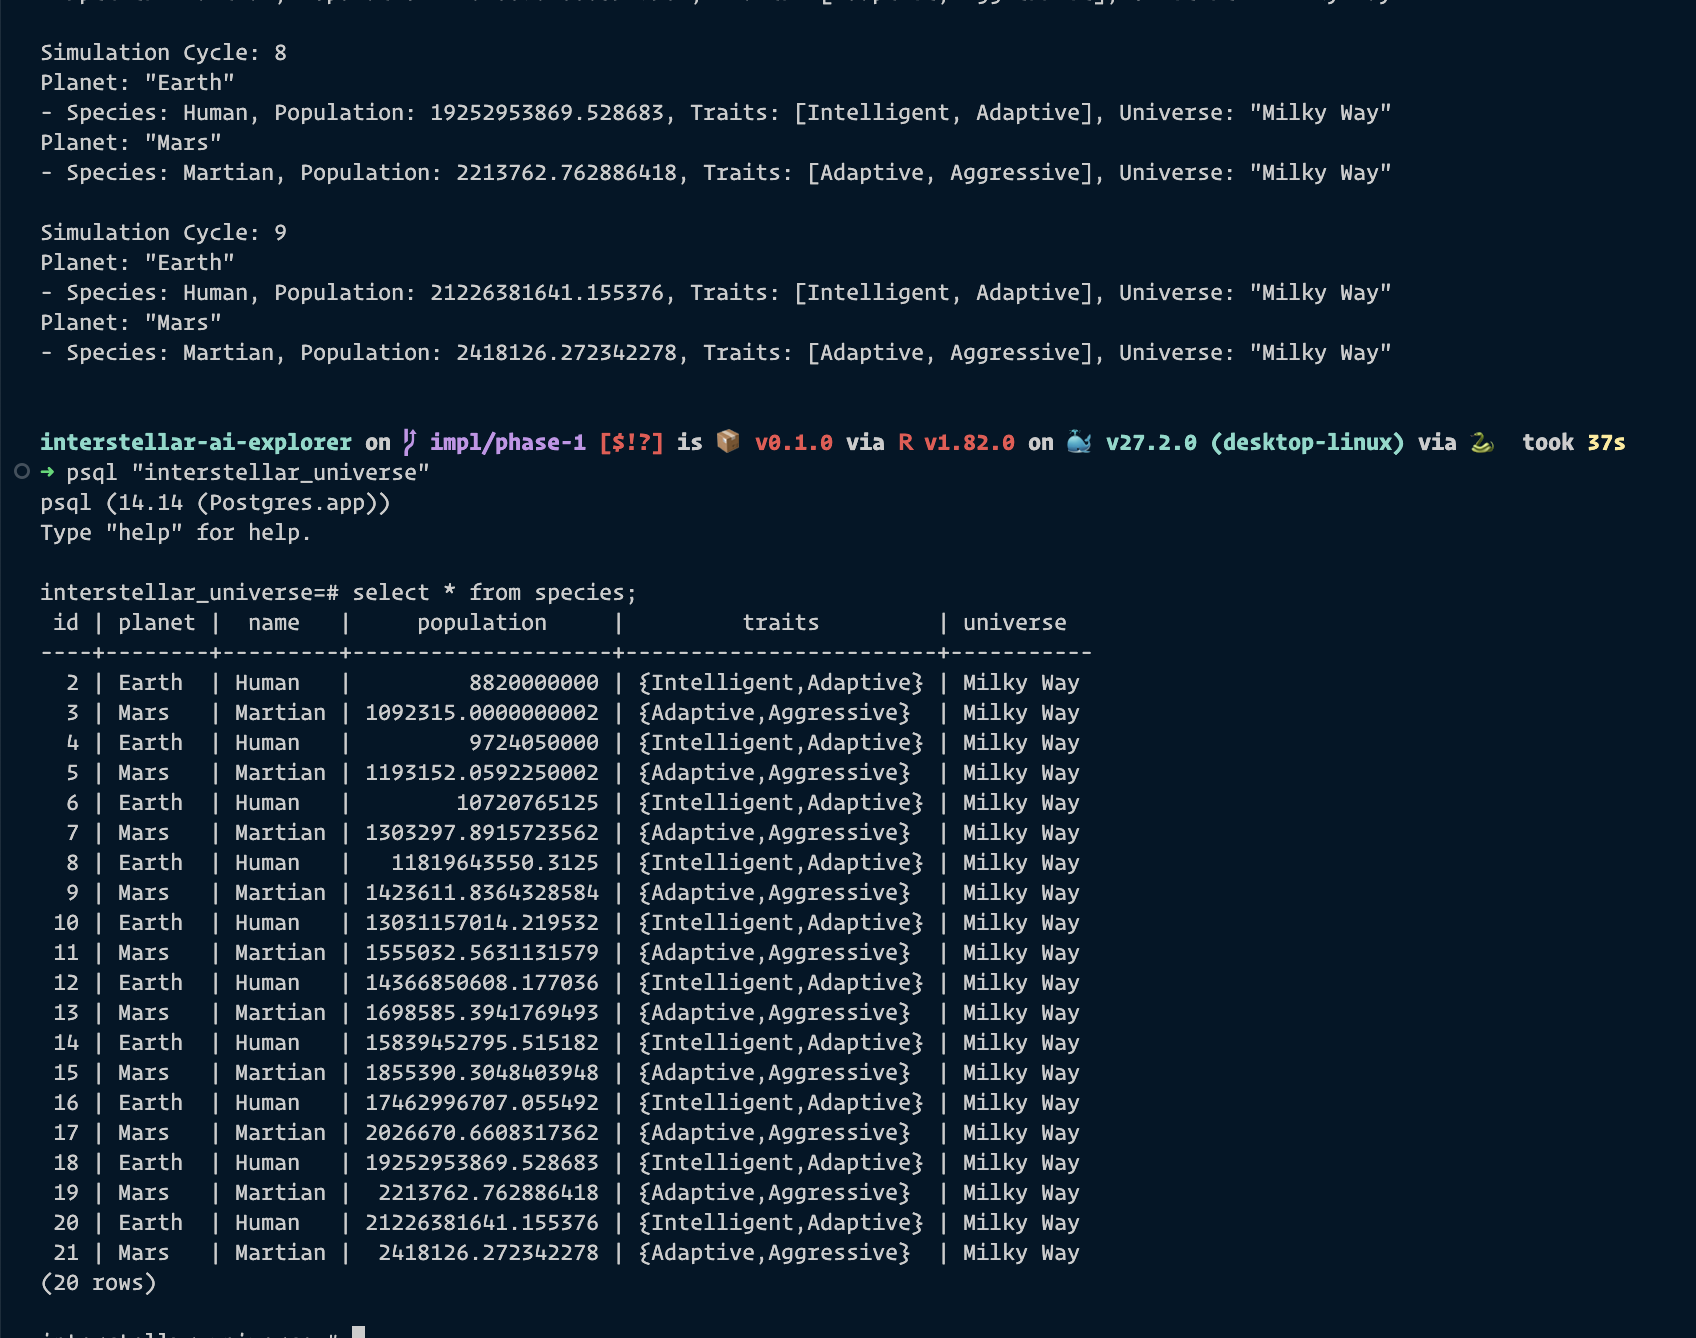 Simulation Cycle: 8
Planet: "Earth"
- Species: Human, Population: 19252953869.528683, Traits: [Intelligent, Adaptive], Universe: "Milky Way"
Planet: "Mars"
- Species: Martian, Population: 2213762.762886418, Traits: [Adaptive, Aggressive], Universe: "Milky Way"
Simulation Cycle: 9
Planet: "Earth"
- Species: Human, Population: 21226381641.155376, Traits: [Intelligent, Adaptive], Universe: "Milky Way"
Planet: "Mars"
- Species: Martian, Population: 2418126.272342278, Traits: [Adaptive, Aggressive], Universe: "Milky Way"
interstellar-ai-explorer on impl/phase-1 [$!?] is 📦 v0.1.0 via R v1.82.0 on 🐳 v27.2.0 (desktop-linux) via 🐍 took 37s
➜ psql "interstellar_universe"
psql (14.14 (Postgres.app))
Type "help" for help.
interstellar_universe=# select * from species;
 id | planet |  name   |     population     |         traits         | universe
----+--------+---------+--------------------+------------------------+-----------
  2 | Earth  | Human   |         8820000000 | {Intelligent,Adaptive} | Milky Way
  3 | Mars   | Martian | 1092315.0000000002 | {Adaptive,Aggressive}  | Milky Way
  4 | Earth  | Human   |         9724050000 | {Intelligent,Adaptive} | Milky Way
  5 | Mars   | Martian | 1193152.0592250002 | {Adaptive,Aggressive}  | Milky Way
  6 | Earth  | Human   |        10720765125 | {Intelligent,Adaptive} | Milky Way
  7 | Mars   | Martian | 1303297.8915723562 | {Adaptive,Aggressive}  | Milky Way
  8 | Earth  | Human   |   11819643550.3125 | {Intelligent,Adaptive} | Milky Way
  9 | Mars   | Martian | 1423611.8364328584 | {Adaptive,Aggressive}  | Milky Way
 10 | Earth  | Human   | 13031157014.219532 | {Intelligent,Adaptive} | Milky Way
 11 | Mars   | Martian | 1555032.5631131579 | {Adaptive,Aggressive}  | Milky Way
 12 | Earth  | Human   | 14366850608.177036 | {Intelligent,Adaptive} | Milky Way
 13 | Mars   | Martian | 1698585.3941769493 | {Adaptive,Aggressive}  | Milky Way
 14 | Earth  | Human   | 15839452795.515182 | {Intelligent,Adaptive} | Milky Way
 15 | Mars   | Martian | 1855390.3048403948 | {Adaptive,Aggressive}  | Milky Way
 16 | Earth  | Human   | 17462996707.055492 | {Intelligent,Adaptive} | Milky Way
 17 | Mars   | Martian | 2026670.6608317362 | {Adaptive,Aggressive}  | Milky Way
 18 | Earth  | Human   | 19252953869.528683 | {Intelligent,Adaptive} | Milky Way
 19 | Mars   | Martian |  2213762.762886418 | {Adaptive,Aggressive}  | Milky Way
 20 | Earth  | Human   | 21226381641.155376 | {Intelligent,Adaptive} | Milky Way
 21 | Mars   | Martian |  2418126.272342278 | {Adaptive,Aggressive}  | Milky Way
(20 rows)